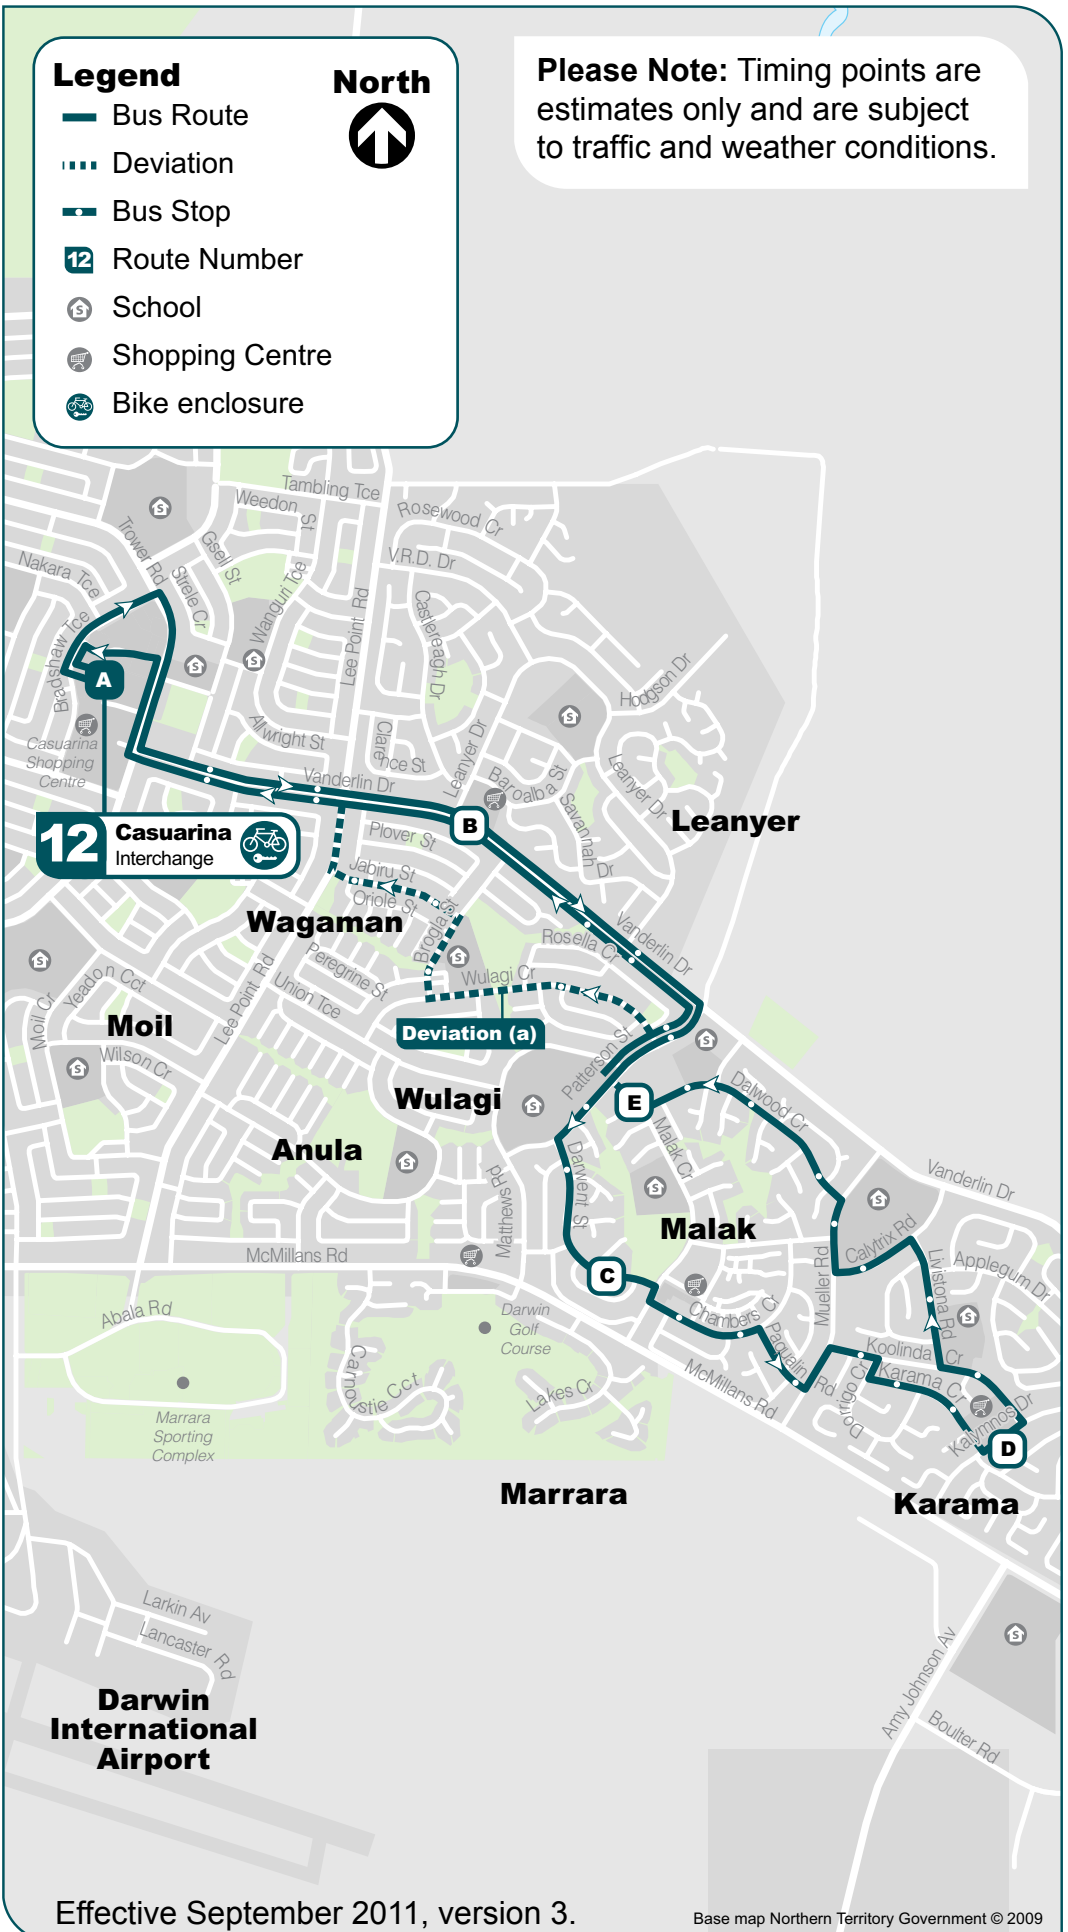 Legend
North
Bus Route
Deviation
Bus Stop
12 Route Number
School
Shopping Centre
Bike enclosure
Please Note: Timing points are
estimates only and are subject
to traffic and weather conditions.
Tambling Tce
Weedon St
Rosewood Cr
Trower Rd
Gsell St
V.R.D. Dr
Nakara Tce
Strele Cr
Wanguri Tce
Lee Point Rd
Castereagh Dr
Bradshaw Tce
A
Hodgson Dr
Allwright St
Clarence St
Leanyer Dr
Casuarina
Shopping
Centre
Vanderlin Dr
Baroalba St
Leanyer Dr
Savannah Dr
Leanyer
12 Casuarina
Interchange
B
Plover St
Jabiru St
Oriole St
Wagaman
Brogla St
Rosella Cr
Vanderlin Dr
Peregrine St
Wulagi Cr
Yeadon Cct
Union Tce
Lee Point Rd
Moil Cr
Moil
Deviation (a)
Patterson St
Wilson Cr
Wulagi
E
Dalwood Cr
Malak Cr
Anula
Darwent St
Matthews Rd
Vanderlin Dr
Malak
Calytrix Rd
McMillans Rd
Mueller Rd
Livistona Rd
Applegum Dr
C
Abala Rd
Darwin
Golf
Course
Chambers Cr
Paqualin Rd
Koolinda Cr
Carnoustie Cct
Lakes Cr
McMillans Rd
Dorrigo Cr
Karama Cr
Kalymnos Dr
Marrara
Sporting
Complex
D
Marrara
Karama
Larkin Av
Lancaster Rd
Amy Johnson Av
Boulter Rd
Darwin
International
Airport
Effective September 2011, version 3.
Base map Northern Territory Government © 2009